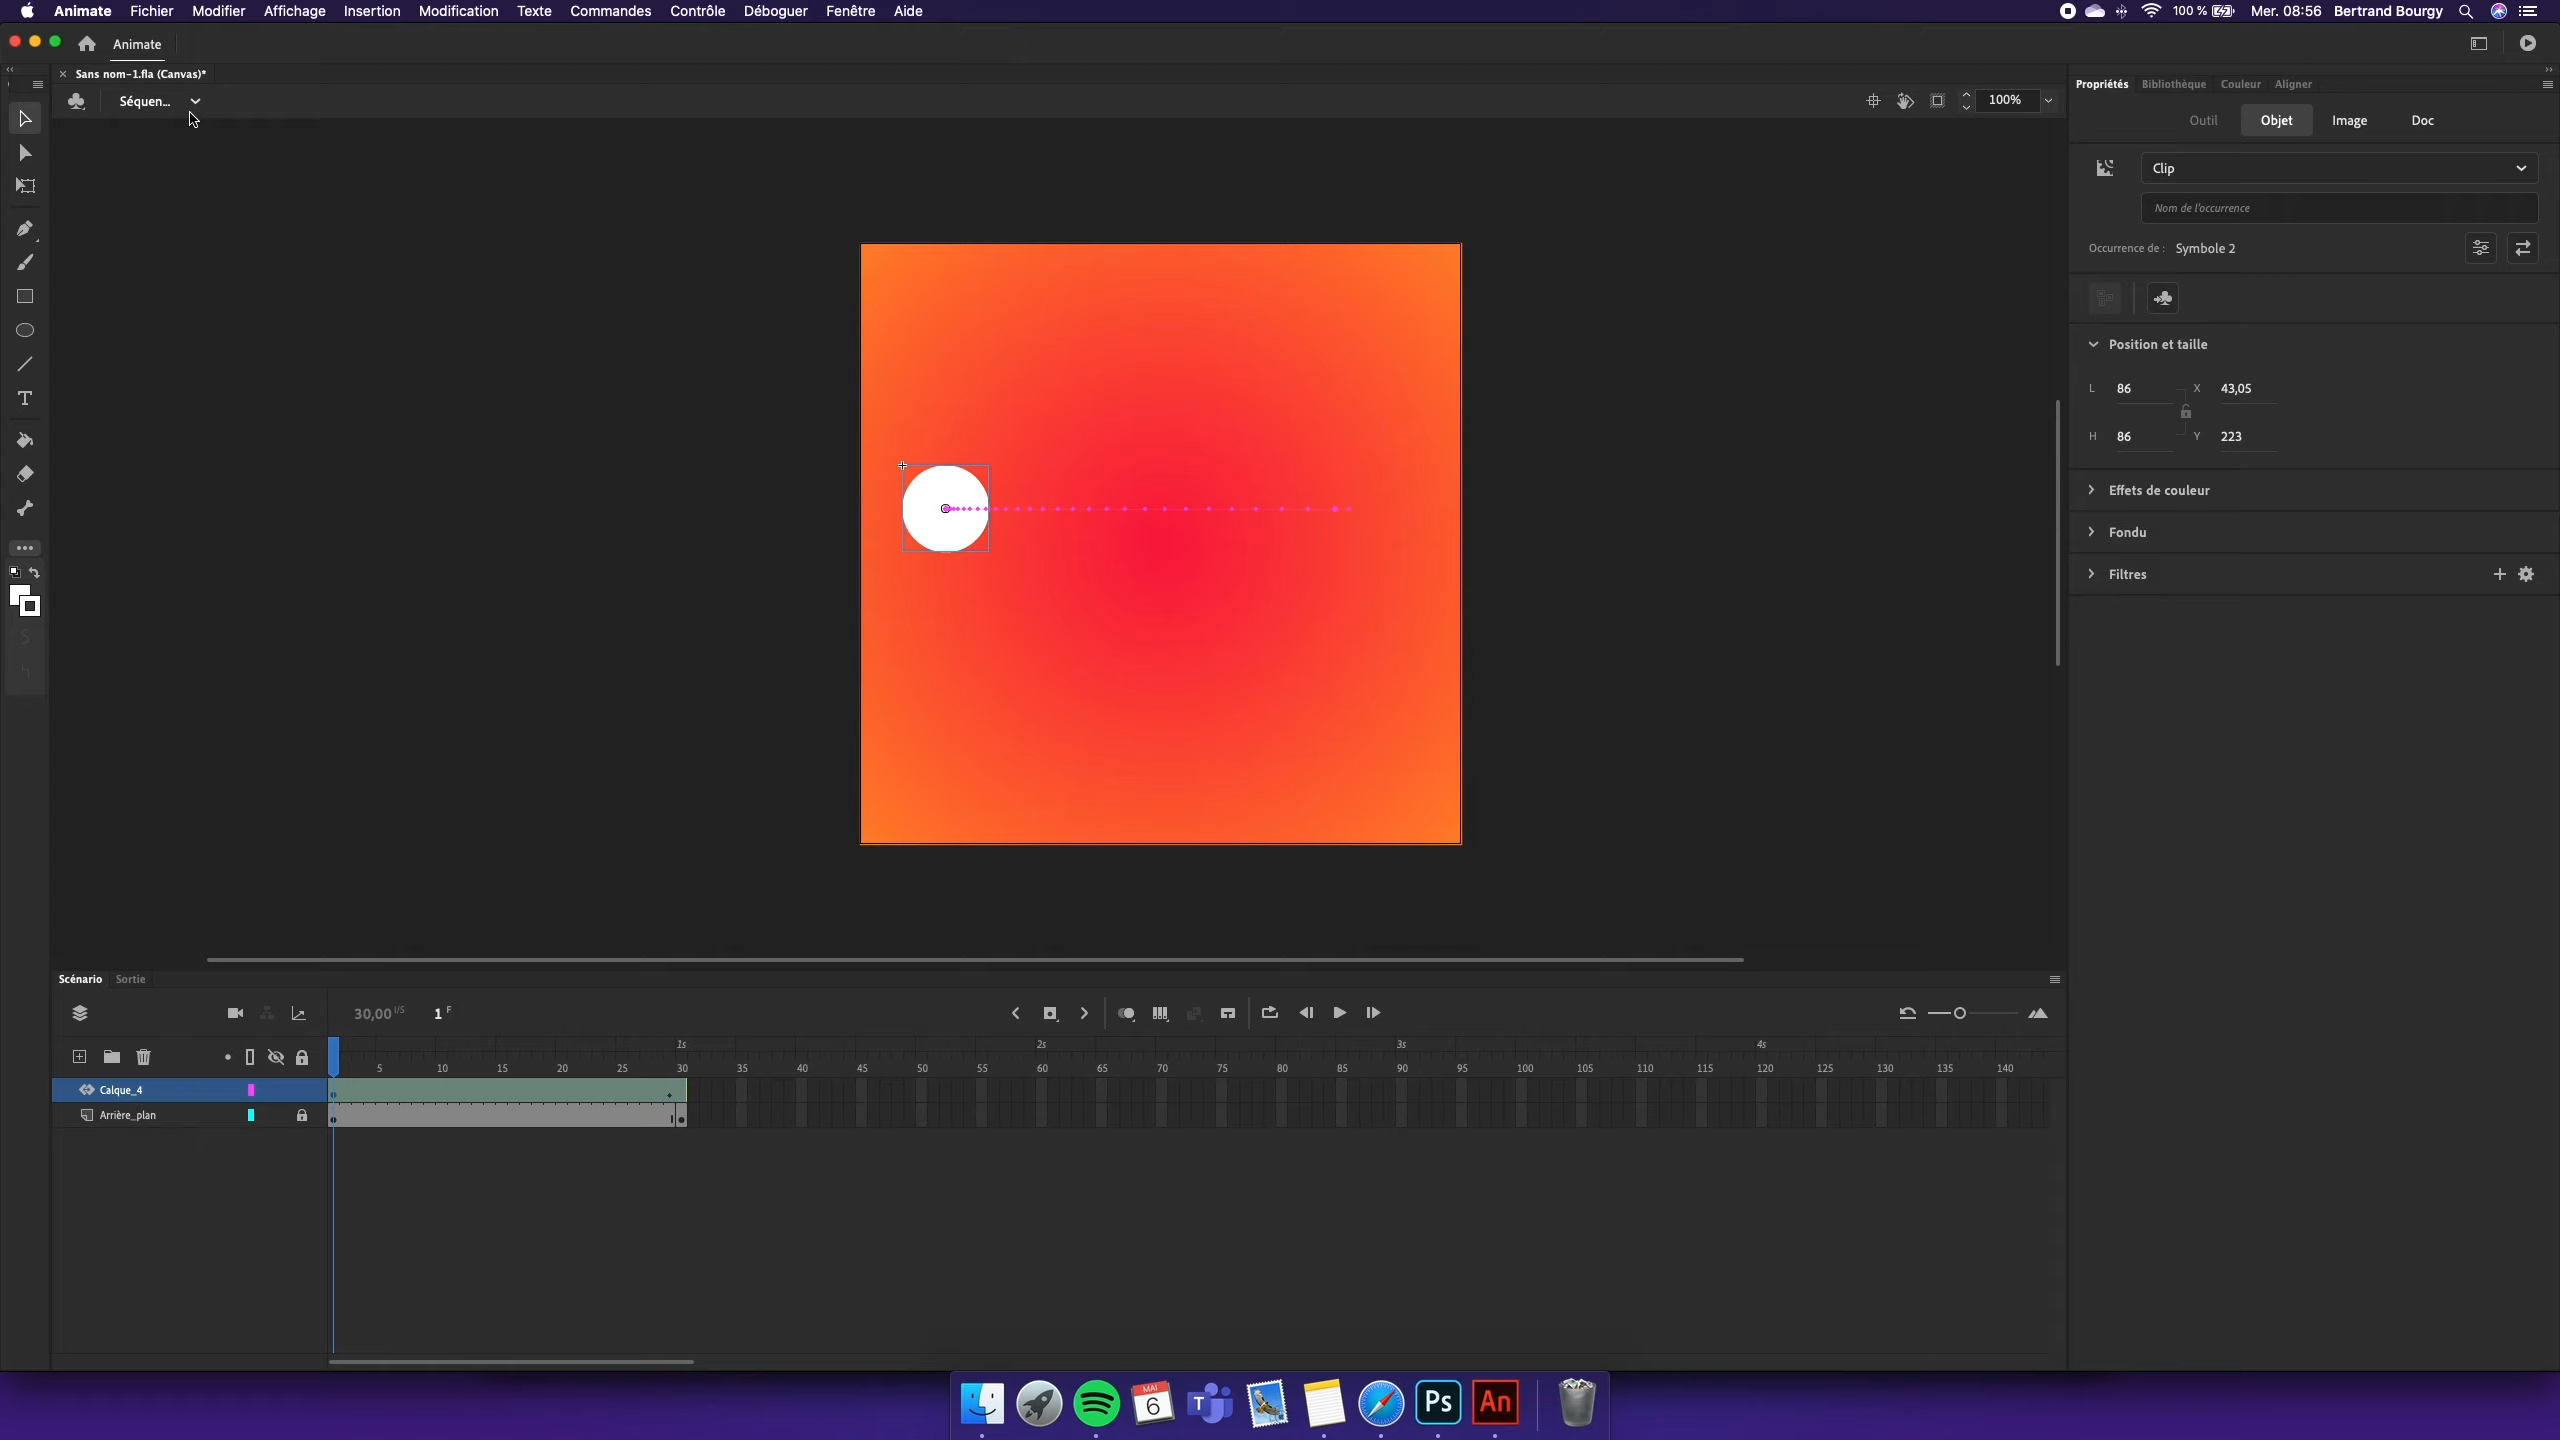 Animate Fichier Modifier Affichage Insertion Modification Texte Commandes Contrôle Déboguer Fenêtre Aide 100 % Mer. 08:56 Bertrand Bourgy
Animate
Sans nom-1.fla (Canvas)*
Séquen... 100%
Propriétés Bibliothèque Couleur Aligner
Outil Objet Image Doc
Clip
Nom de l'occurrence
Occurrence de : Symbole 2
Position et taille
L 86 X 43,05
H 86 Y 223
Effets de couleur
Fondu
Filtres
T
Scénario Sortie
30,00 I/S 1 F
1s 2s 3s 4s
5 10 15 20 25 30 35 40 45 50 55 60 65 70 75 80 85 90 95 100 105 110 115 120 125 130 135 140
Calque_4
Arrière_plan
MAI
6
T
Ps
An